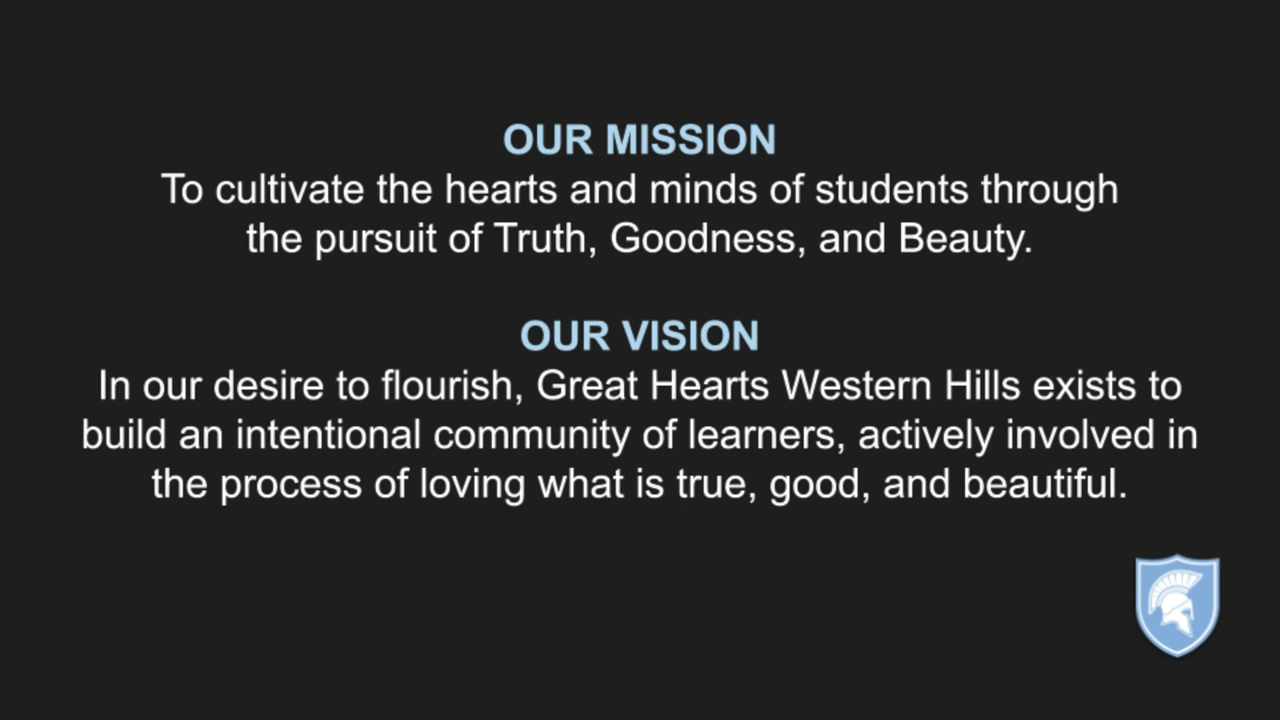 OUR MISSION
To cultivate the hearts and minds of students through
the pursuit of Truth, Goodness, and Beauty.
OUR VISION
In our desire to flourish, Great Hearts Western Hills exists to
build an intentional community of learners, actively involved in
the process of loving what is true, good, and beautiful.